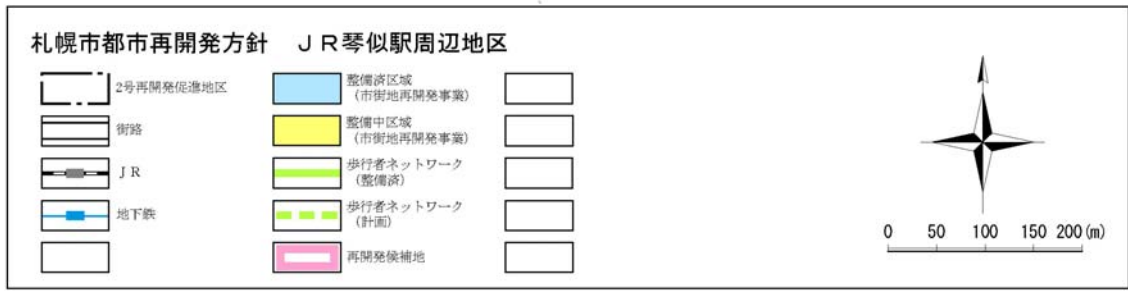 札幌市都市再開発方針　ＪＲ琴似駅周辺地区
2号再開発促進地区
街路
ＪＲ
地下鉄
整備済区域
（市街地再開発事業）
整備中区域
（市街地再開発事業）
歩行者ネットワーク
（整備済）
歩行者ネットワーク
（計画）
再開発候補地
0 50 100 150 200(m)